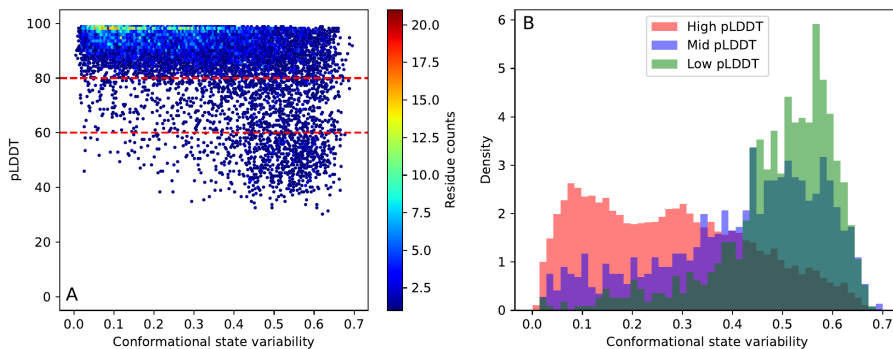 100
80
60
40
20
0
pLDDT
A
0.0 0.1 0.2 0.3 0.4 0.5 0.6 0.7
Conformational state variability
20.0
17.5
15.0
12.5
10.0
7.5
5.0
2.5
Residue counts
B
High pLDDT
Mid pLDDT
Low pLDDT
6
5
4
3
2
1
0
Density
0.0 0.1 0.2 0.3 0.4 0.5 0.6 0.7
Conformational state variability